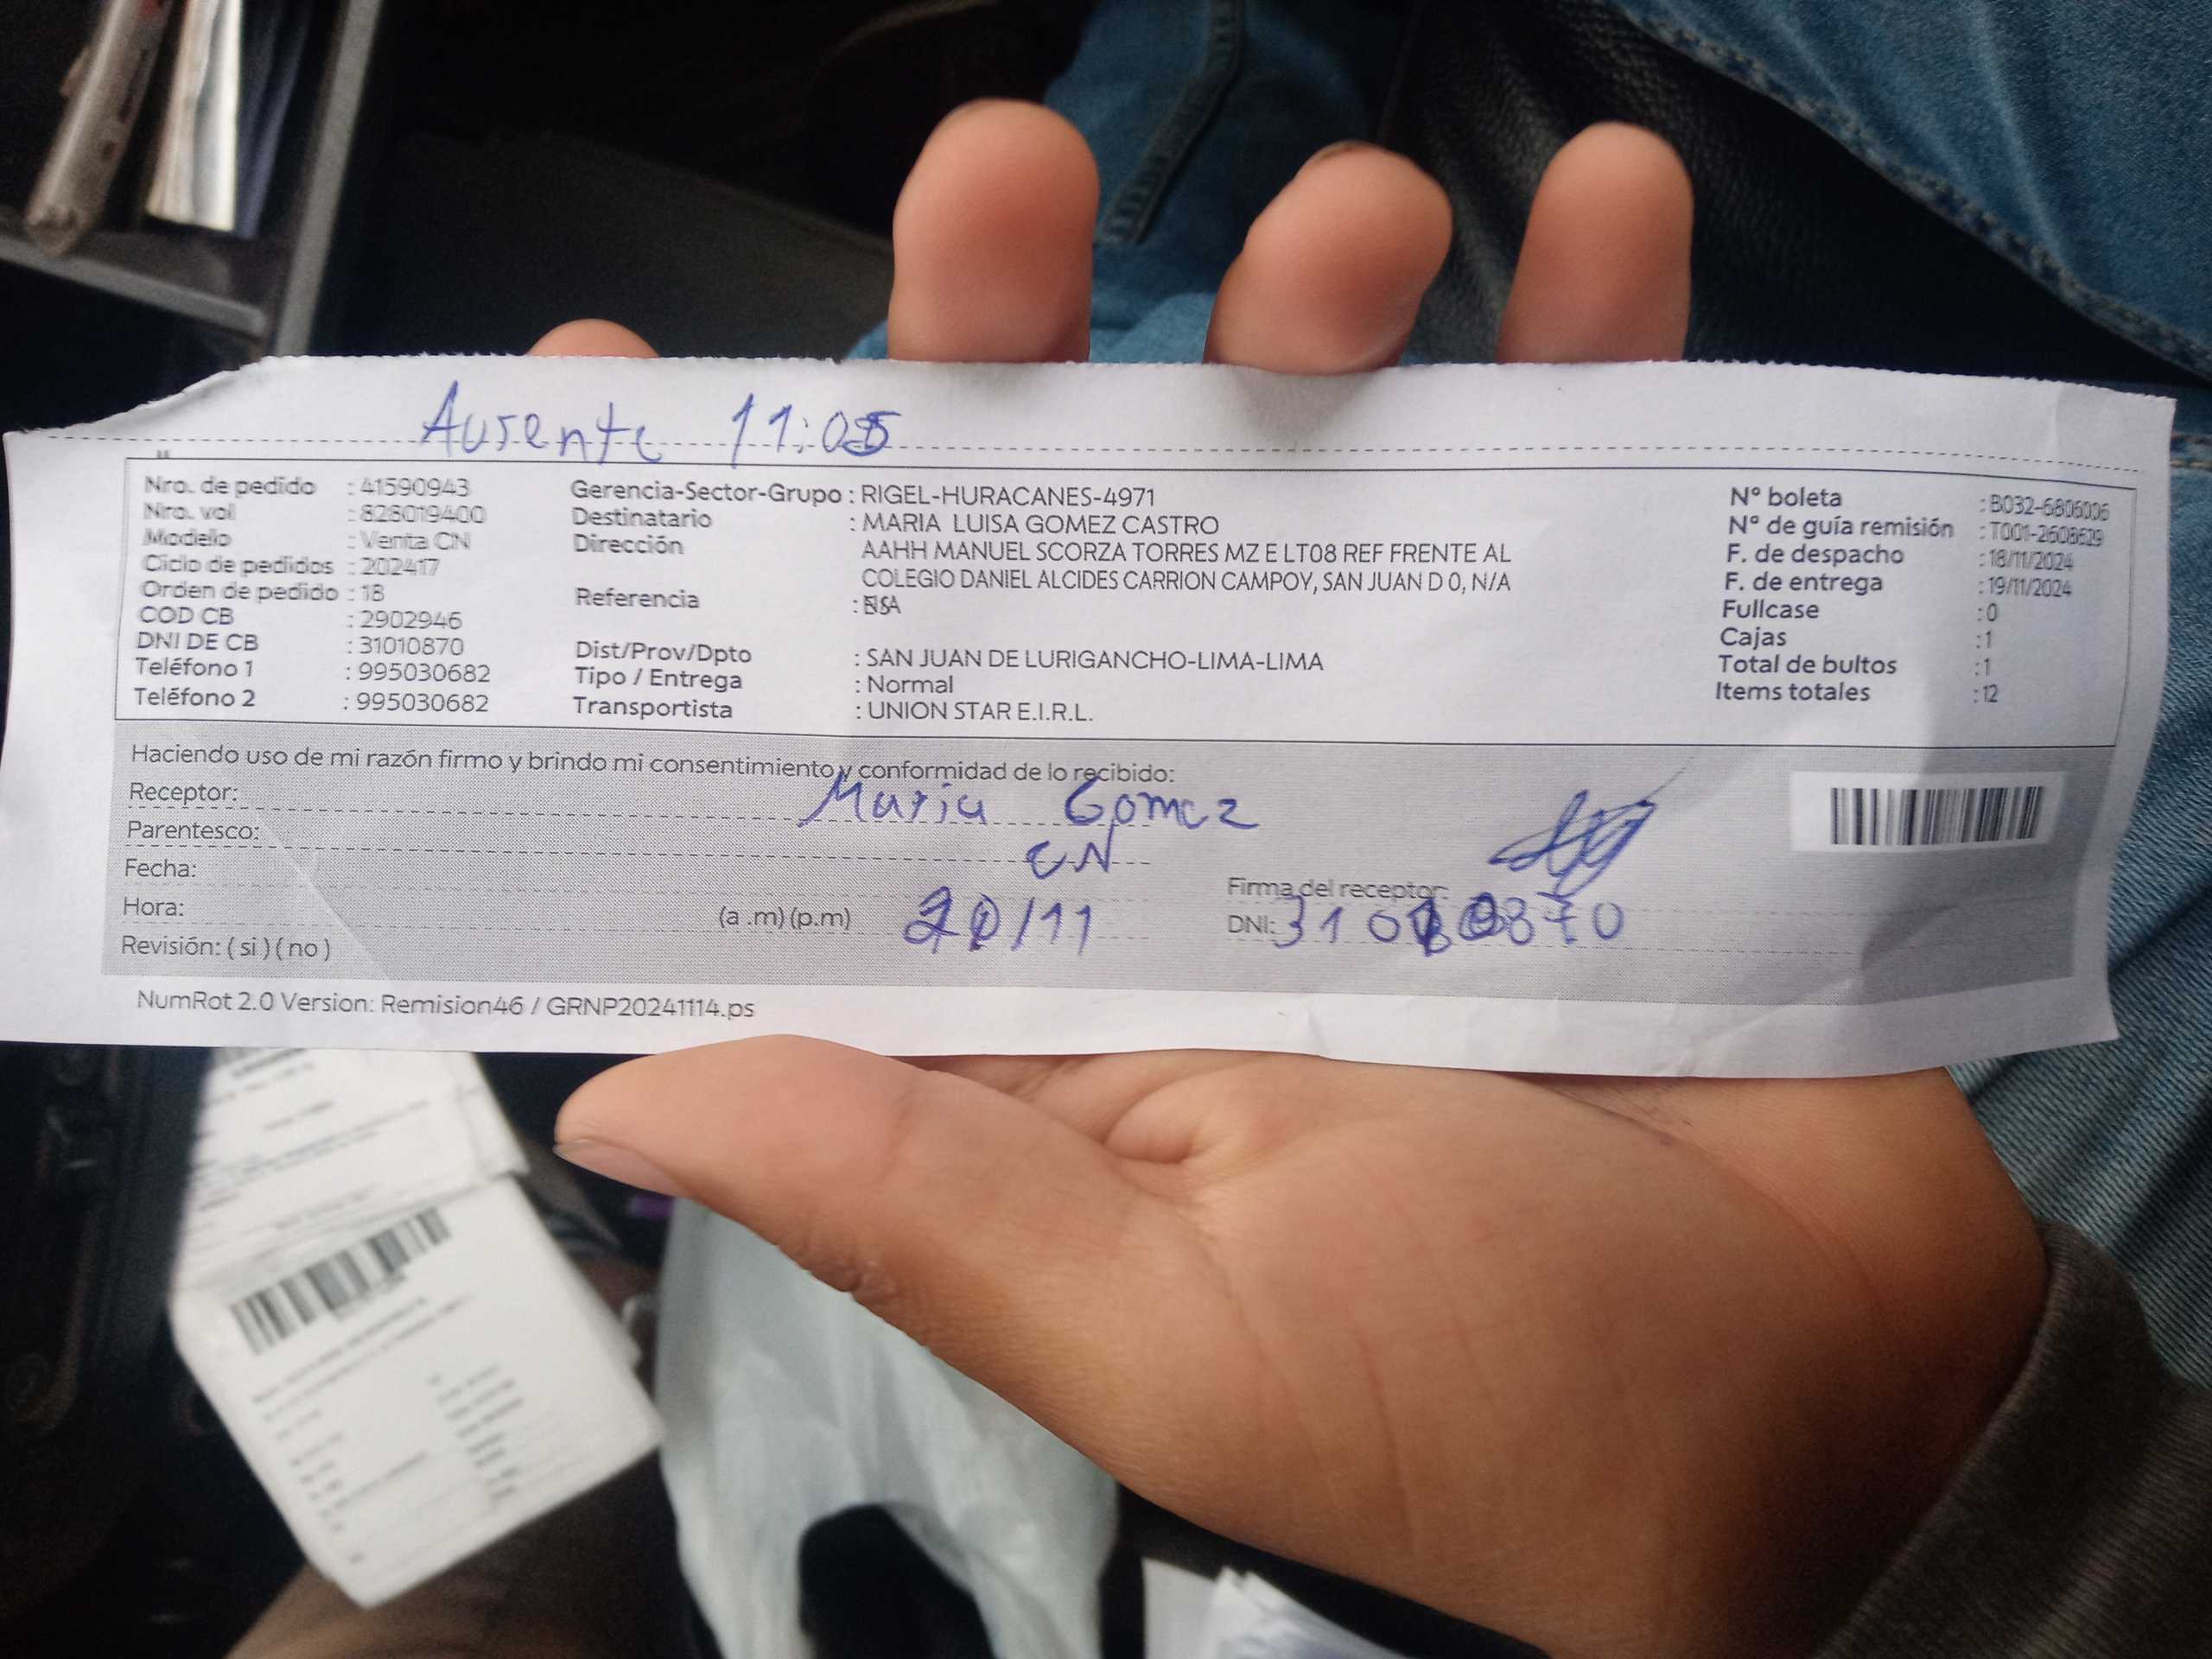 Ausente 11:05
Nro. de pedido : 41590943
Nro. vol : 828019400
Modelo : Venta CN
Ciclo de pedidos : 202417
Orden de pedido : 18
COD CB : 2902946
DNI DE CB : 31010870
Teléfono 1 : 995030682
Teléfono 2 : 995030682
Gerencia-Sector-Grupo : RIGEL-HURACANES-4971
Destinatario : MARIA LUISA GOMEZ CASTRO
Dirección AAHH MANUEL SCORZA TORRES MZ E LT08 REF FRENTE AL
COLEGIO DANIEL ALCIDES CARRION CAMPOY, SAN JUAN D 0, N/A
Referencia :
Dist/Prov/Dpto : SAN JUAN DE LURIGANCHO-LIMA-LIMA
Tipo / Entrega : Normal
Transportista : UNION STAR E.I.R.L.
N° boleta : B032-6806006
N° de guía remisión : T001-2608629
F. de despacho : 18/11/2024
F. de entrega : 19/11/2024
Fullcase : 0
Cajas : 1
Total de bultos : 1
Items totales : 12
Haciendo uso de mi razón firmo y brindo mi consentimiento y conformidad de lo recibido:
Receptor: Maria Gomez
Parentesco: CN
Fecha:
Hora: (a .m) (p.m) 20/11
Revisión: ( si ) ( no )
Firma del receptor:
DNI: 31010870
NumRot 2.0 Version: Remision46 / GRNP20241114.ps